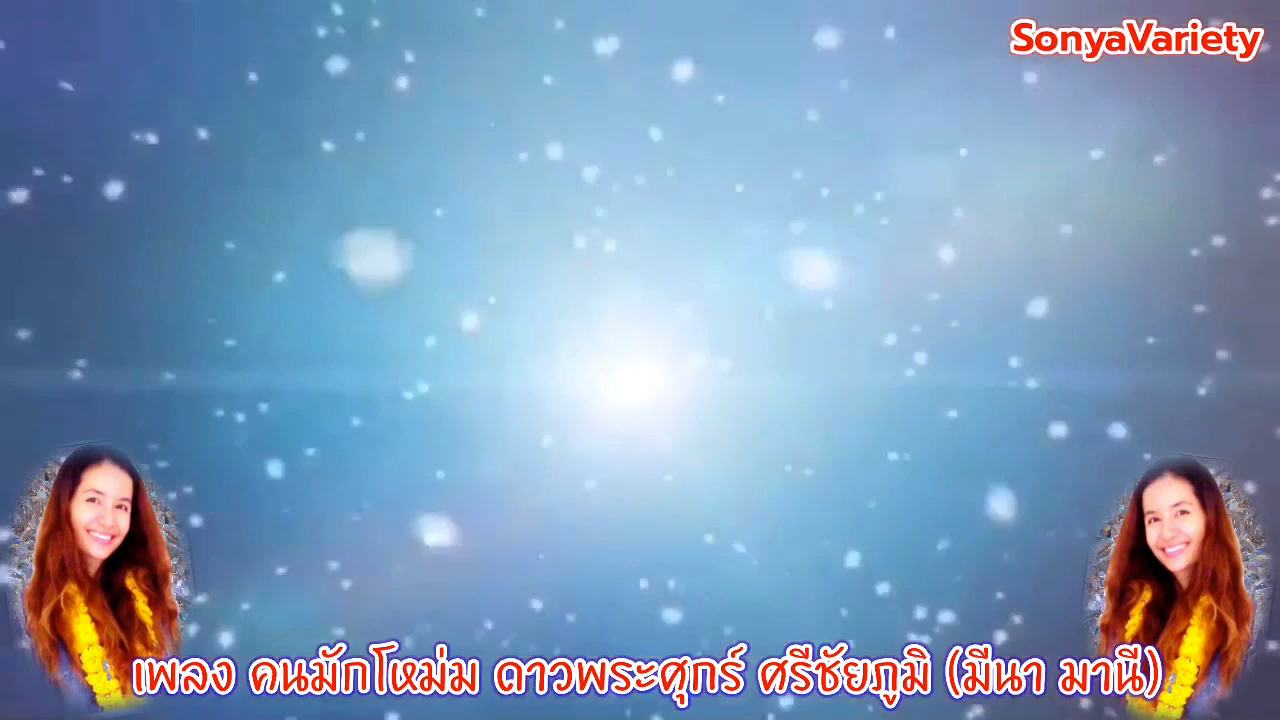 SonyaVariety
เพลง คนมักโหม่ม ดาวพระศุกร์ ศรีชัยภูมิ (มีนา มานี)